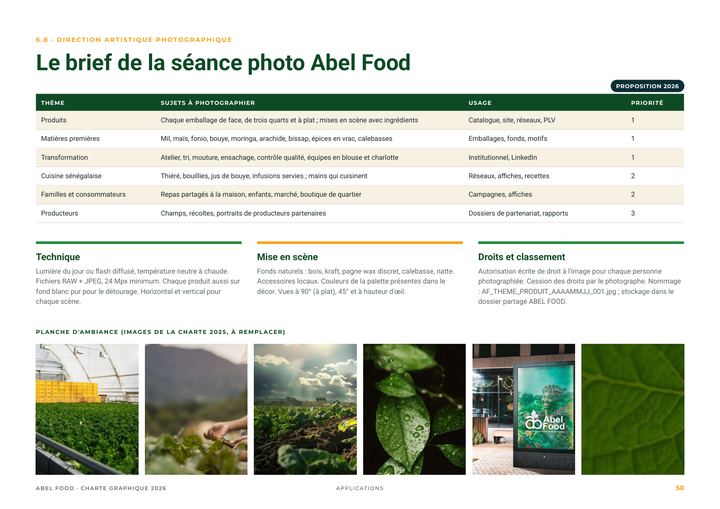 6.8 - DIRECTION ARTISTIQUE PHOTOGRAPHIQUE
Le brief de la séance photo Abel Food
PROPOSITION 2026
THÈME SUJETS À PHOTOGRAPHIER USAGE PRIORITÉ
Produits Chaque emballage de face, de trois quarts et à plat ; mises en scène avec ingrédients Catalogue, site, réseaux, PLV 1
Matières premières Mil, maïs, fonio, bouye, moringa, arachide, bissap, épices en vrac, calebasses Emballages, fonds, motifs 1
Transformation Atelier, tri, mouture, ensachage, contrôle qualité, équipes en blouse et charlotte Institutionnel, LinkedIn 1
Cuisine sénégalaise Thiéré, bouillies, jus de bouye, infusions servies ; mains qui cuisinent Réseaux, affiches, recettes 2
Familles et consommateurs Repas partagés à la maison, enfants, marché, boutique de quartier Campagnes, affiches 2
Producteurs Champs, récoltes, portraits de producteurs partenaires Dossiers de partenariat, rapports 3
Technique
Lumière du jour ou flash diffusé, température neutre à chaude.
Fichiers RAW + JPEG, 24 Mpx minimum. Chaque produit aussi sur
fond blanc pur pour le détourage. Horizontal et vertical pour
chaque scène.
Mise en scène
Fonds naturels : bois, kraft, pagne wax discret, calebasse, natte.
Accessoires locaux. Couleurs de la palette présentes dans le
décor. Vues à 90° (à plat), 45° et à hauteur d'œil.
Droits et classement
Autorisation écrite de droit à l'image pour chaque personne
photographiée. Cession des droits par le photographe. Nommage
: AF_THEME_PRODUIT_AAAAMMJJ_001.jpg ; stockage dans le
dossier partagé ABEL FOOD.
PLANCHE D'AMBIANCE (IMAGES DE LA CHARTE 2025, À REMPLACER)
Abel
Food
ABEL FOOD - CHARTE GRAPHIQUE 2026 APPLICATIONS 50